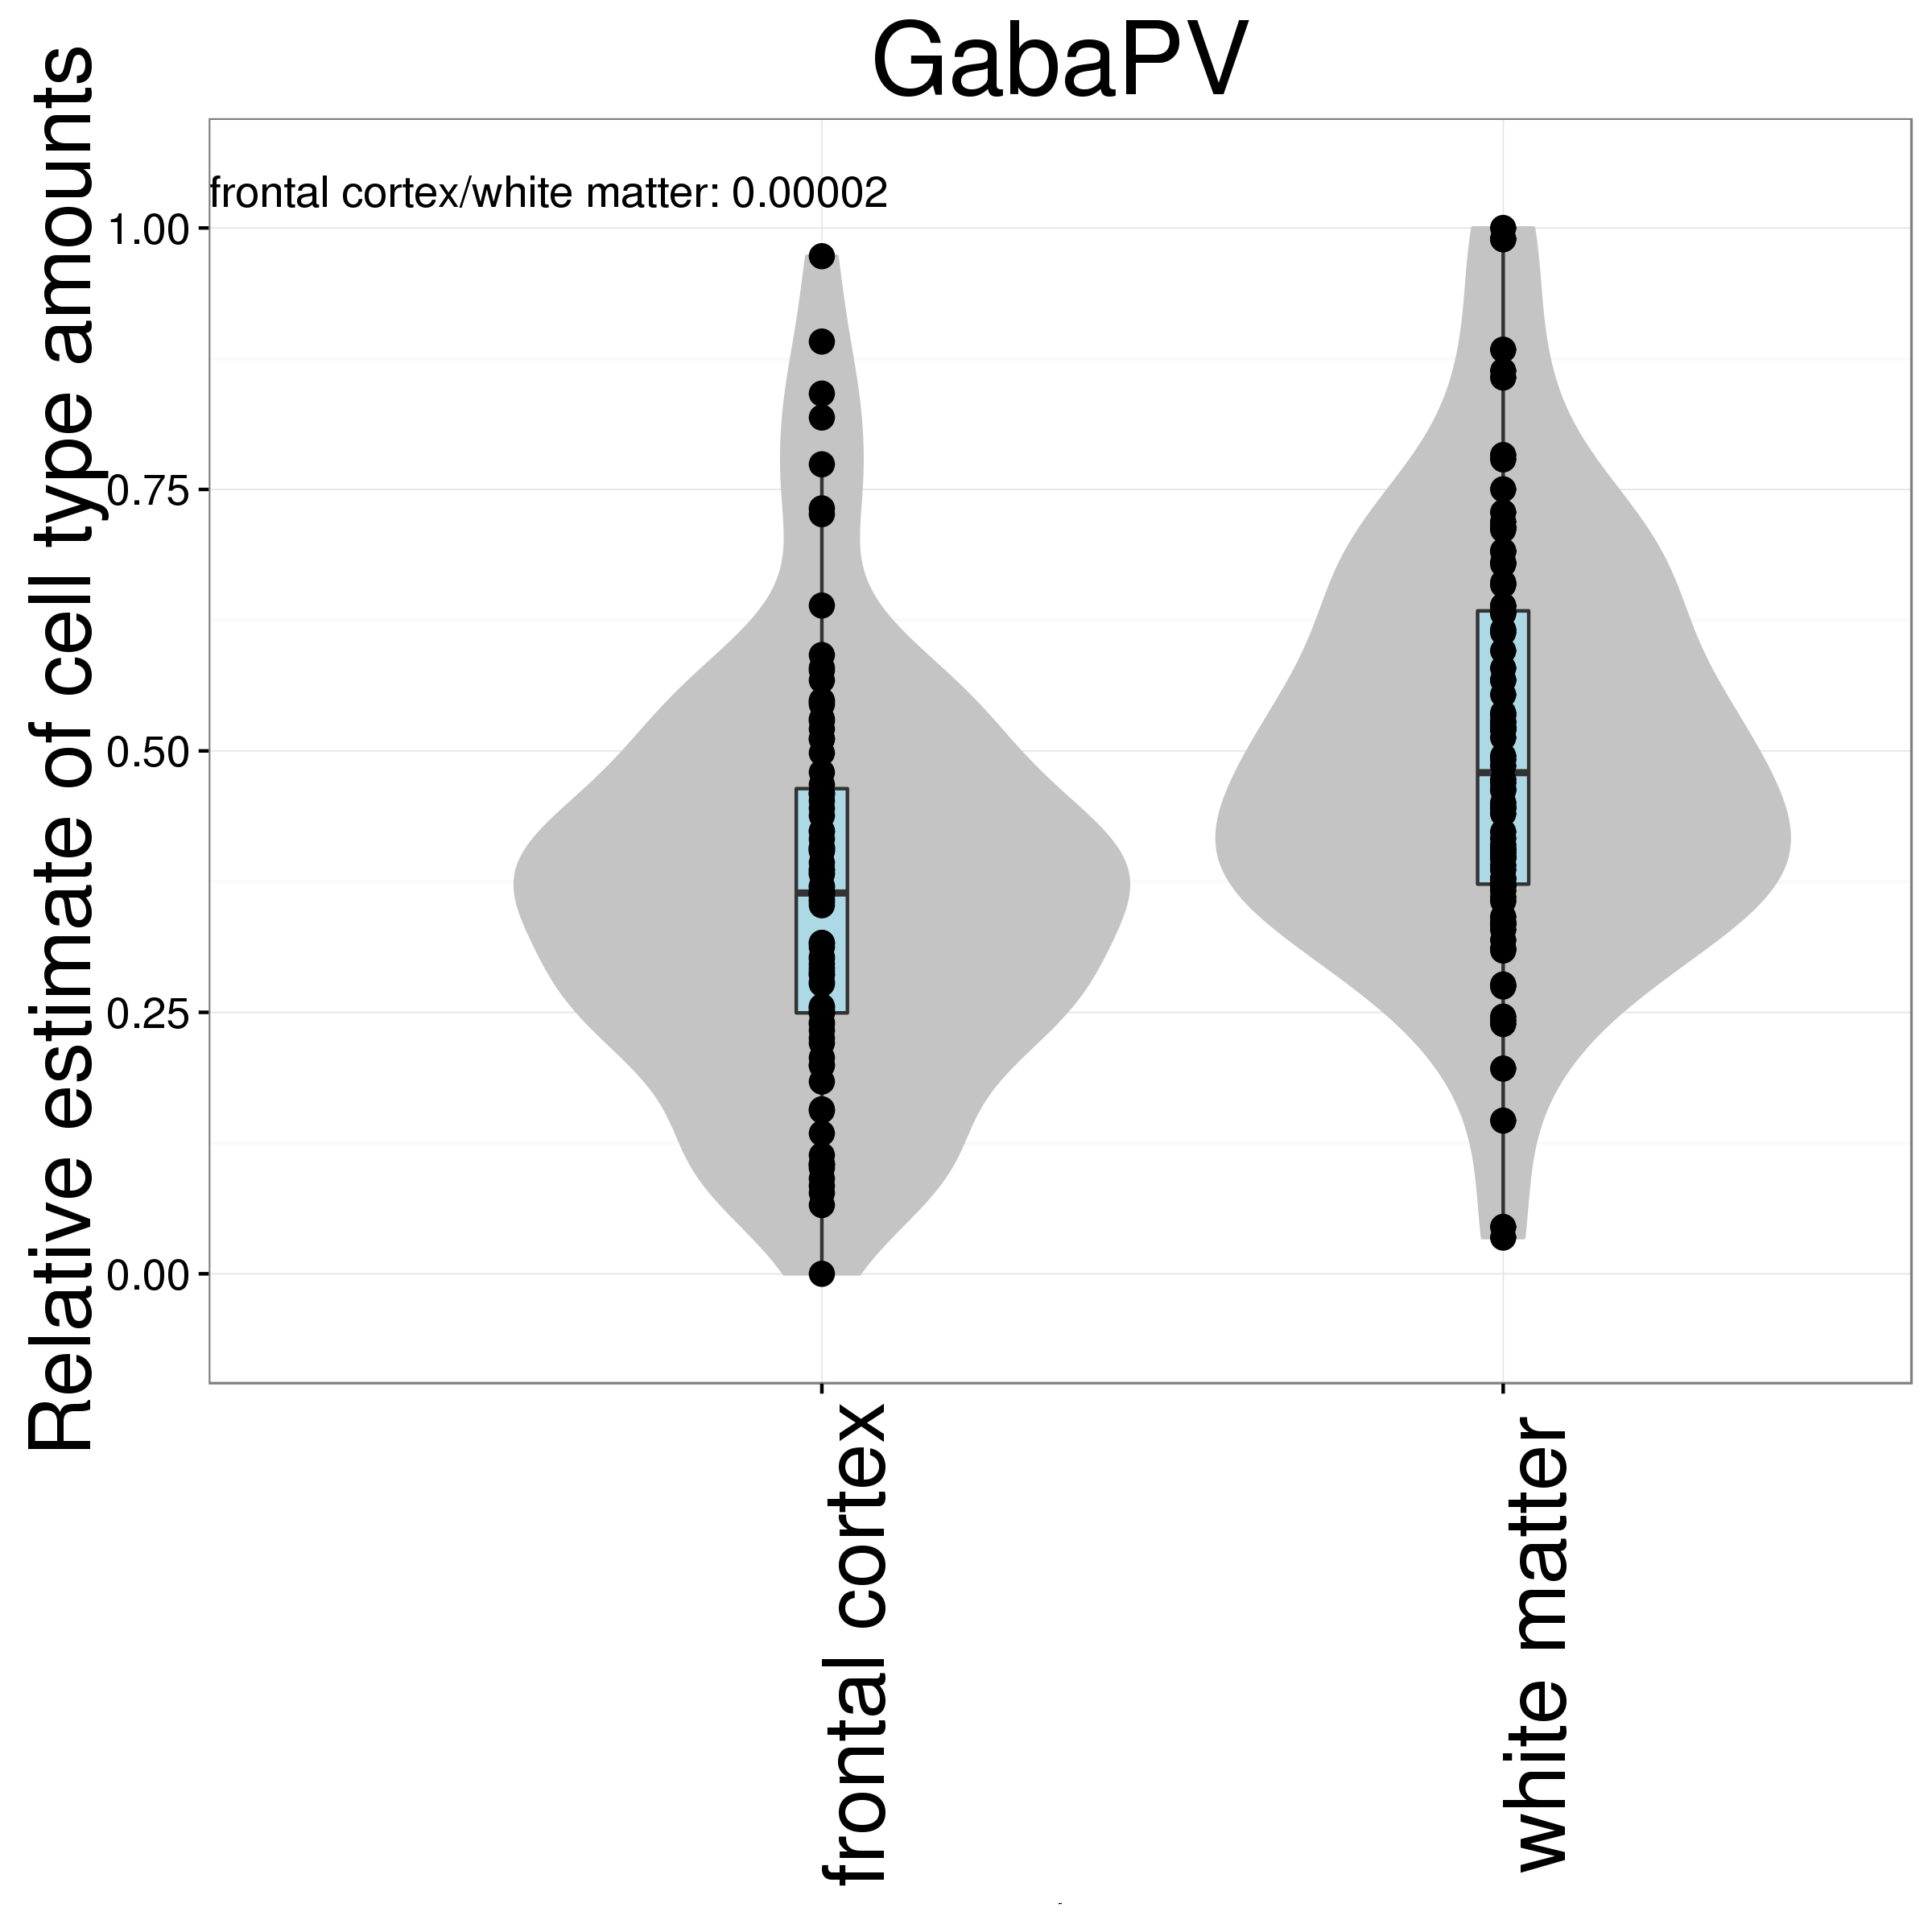 GabaPV
Relative estimate of cell type amounts
frontal cortex/white matter: 0.00002
1.00
0.75
0.50
0.25
0.00
frontal cortex
white matter